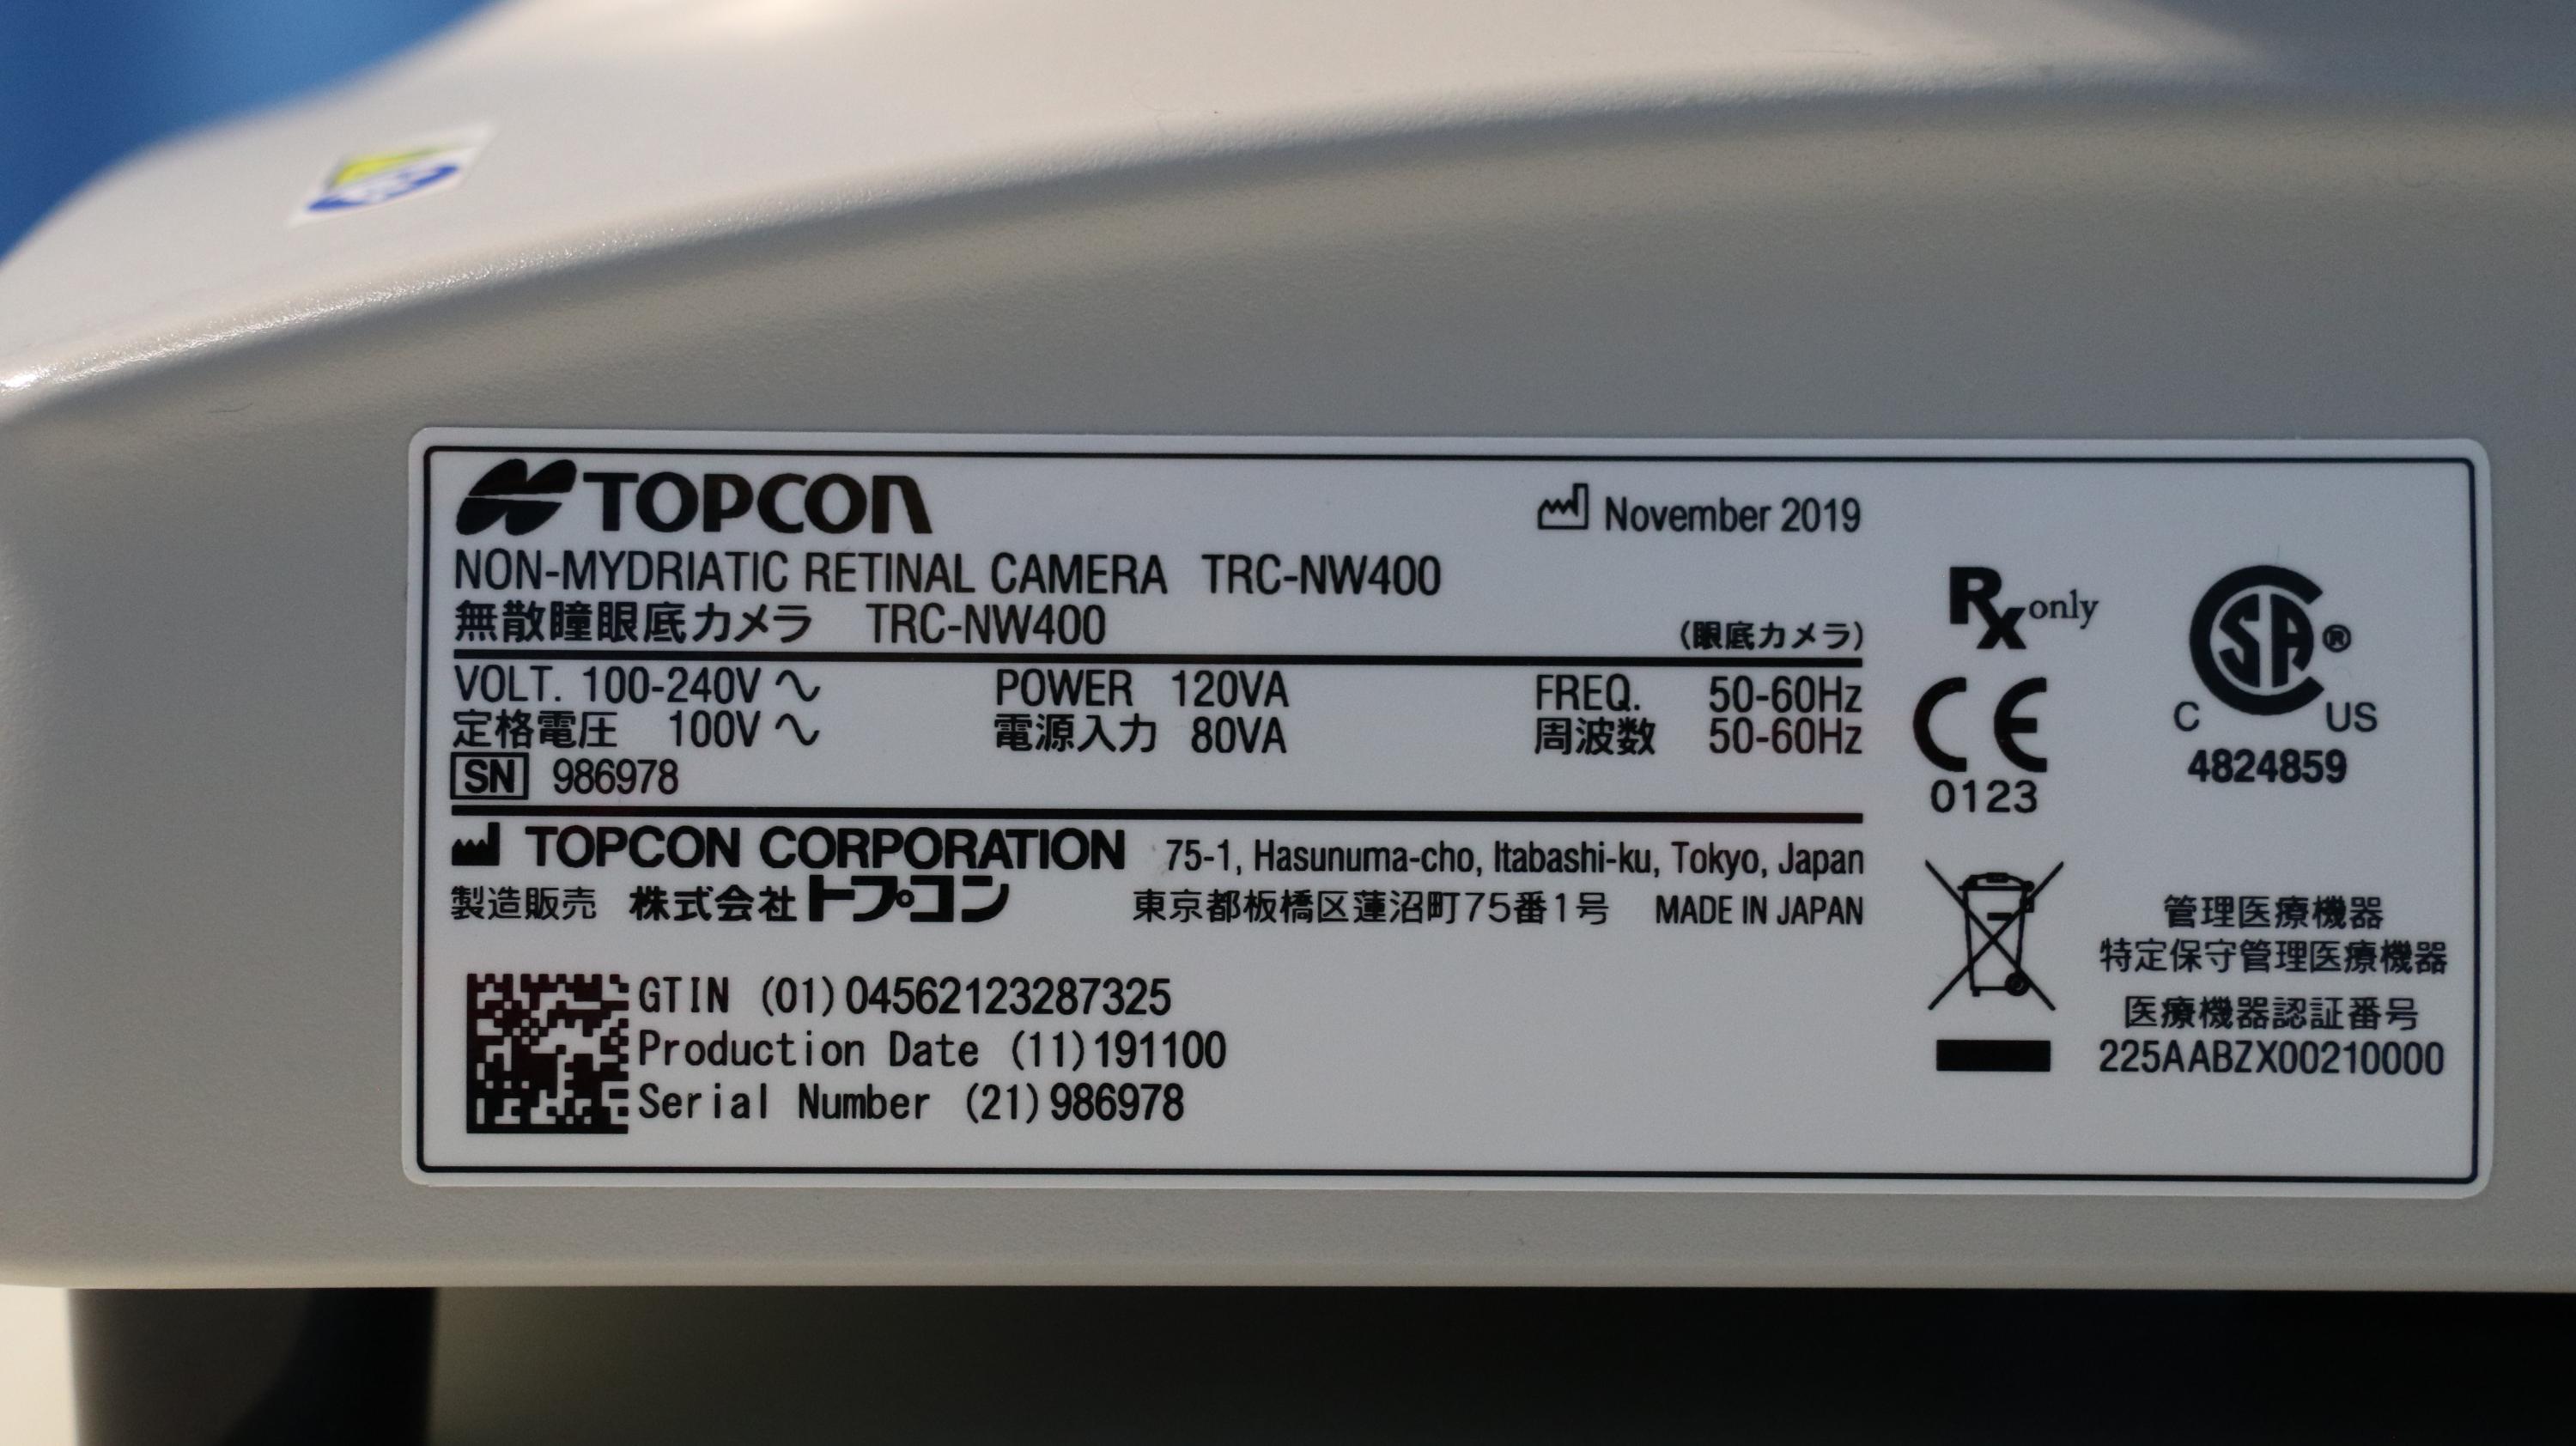 TOPCON
November 2019
NON-MYDRIATIC RETINAL CAMERA TRC-NW400
無散瞳眼底カメラ TRC-NW400
(眼底カメラ)
VOLT. 100-240V ~ POWER 120VA FREQ. 50-60Hz
定格電圧 100V ~ 電源入力 80VA 周波数 50-60Hz
SN 986978
TOPCON CORPORATION 75-1, Hasunuma-cho, Itabashi-ku, Tokyo, Japan
製造販売 株式会社トプコン 東京都板橋区蓮沼町75番1号 MADE IN JAPAN
GTIN (01)04562123287325
Production Date (11)191100
Serial Number (21)986978
Rx only
CE
0123
CSA®
C US
4824859
管理医療機器
特定保守管理医療機器
医療機器認証番号
225AABZX00210000